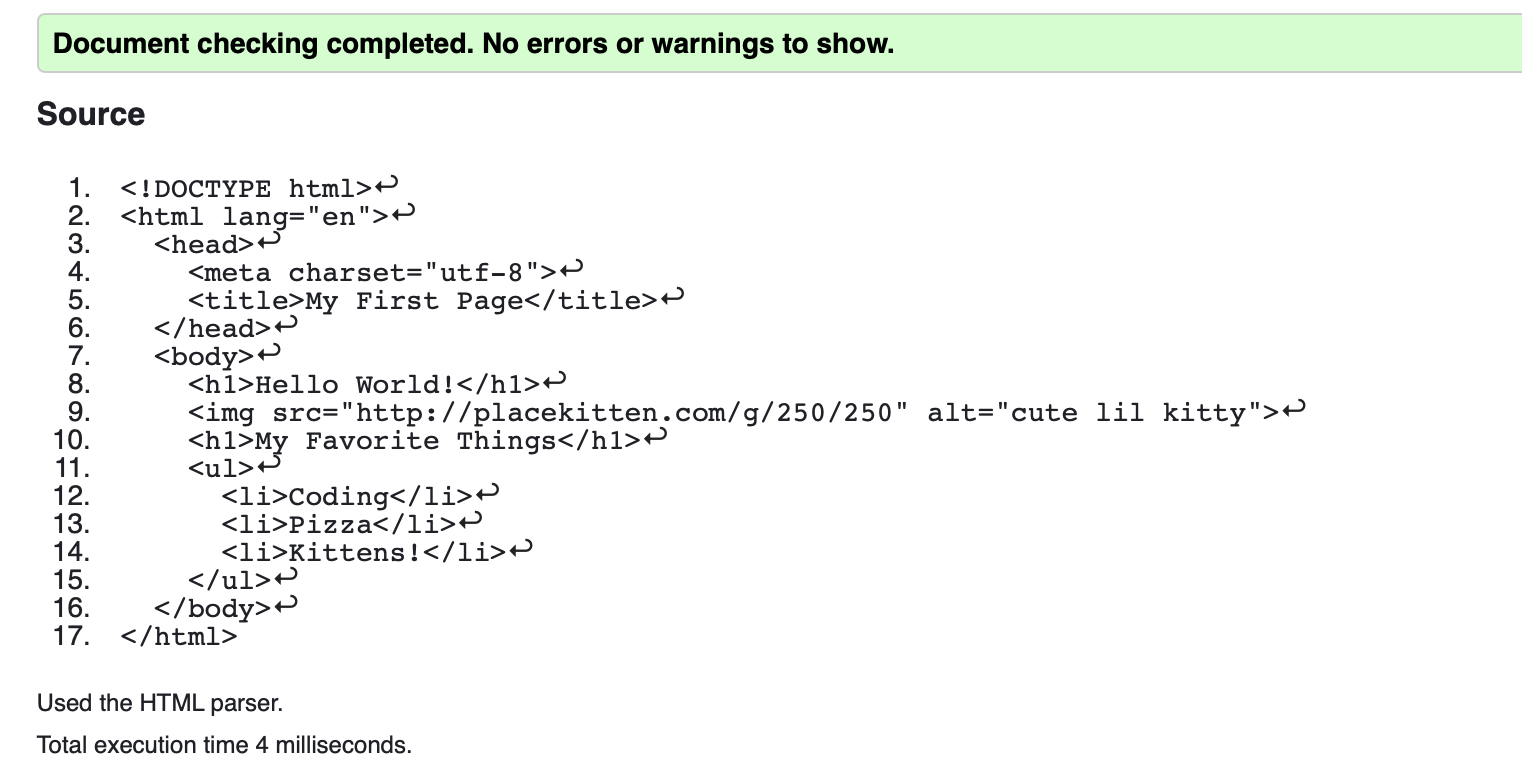 Document checking completed. No errors or warnings to show.
Source
1. <!DOCTYPE html>↩
2. <html lang="en">↩
3.   <head>↩
4.     <meta charset="utf-8">↩
5.     <title>My First Page</title>↩
6.   </head>↩
7.   <body>↩
8.     <h1>Hello World!</h1>↩
9.     <img src="http://placekitten.com/g/250/250" alt="cute lil kitty">↩
10.     <h1>My Favorite Things</h1>↩
11.     <ul>↩
12.       <li>Coding</li>↩
13.       <li>Pizza</li>↩
14.       <li>Kittens!</li>↩
15.     </ul>↩
16.   </body>↩
17. </html>
Used the HTML parser.
Total execution time 4 milliseconds.